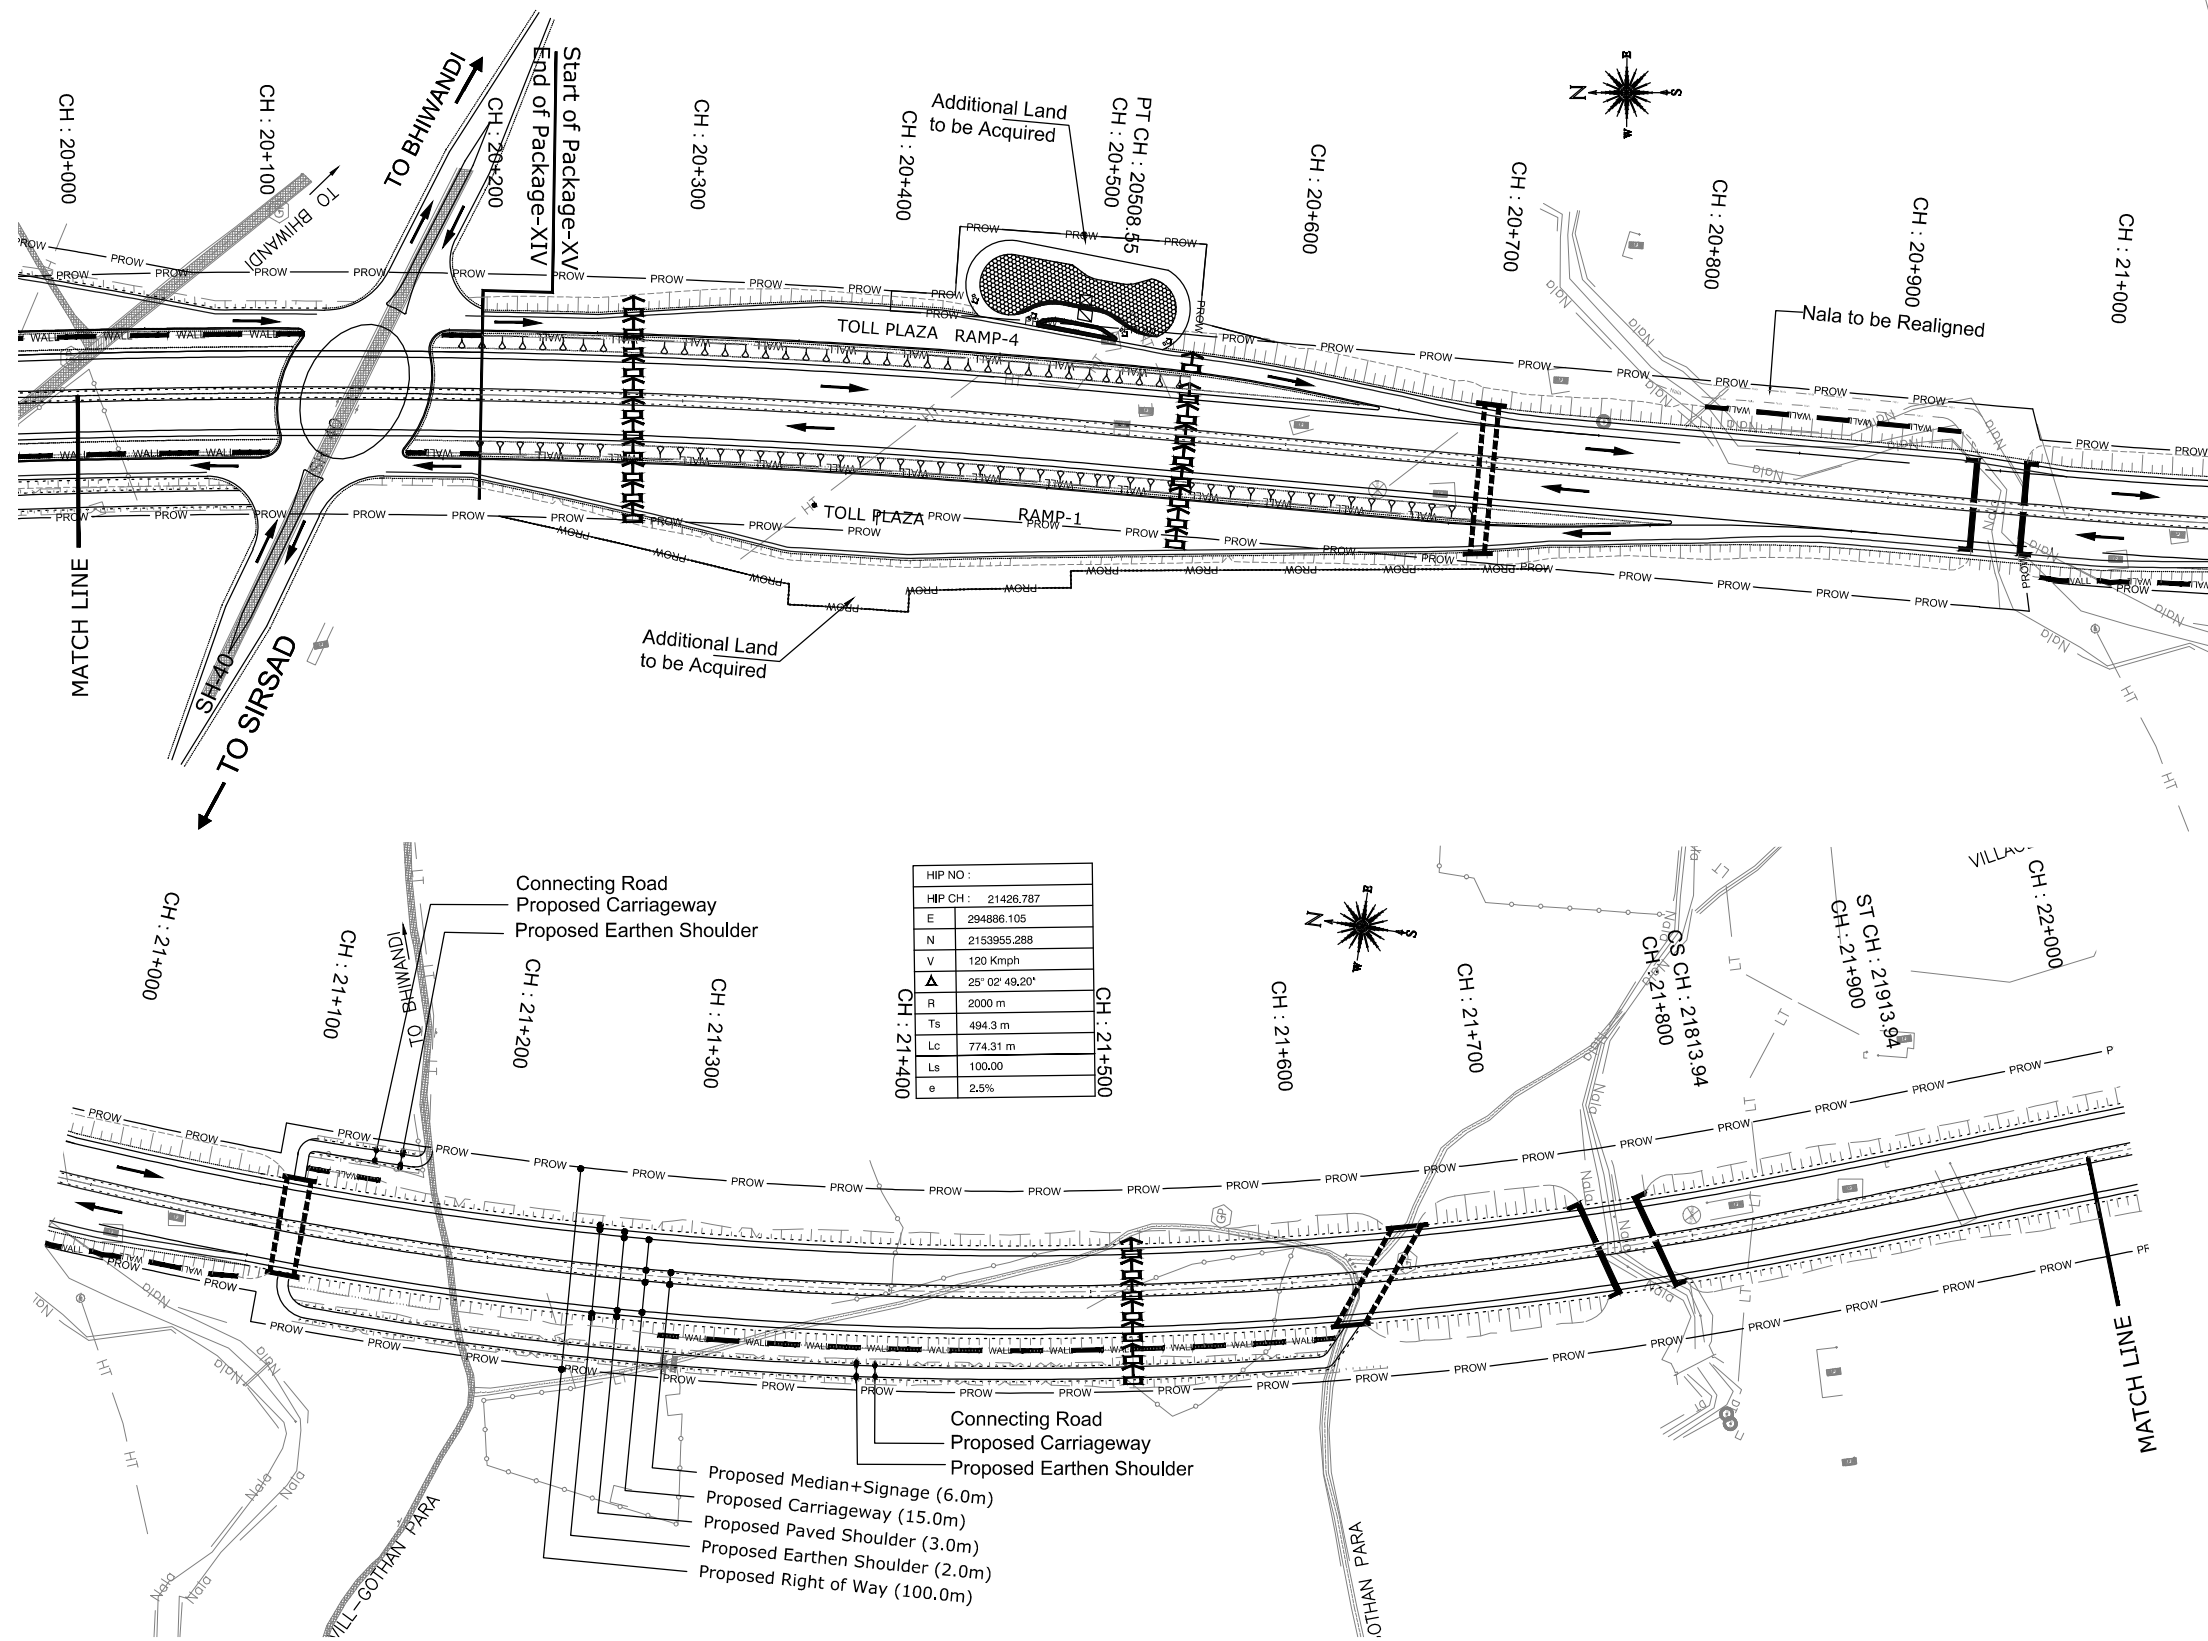 CH : 20+000
CH : 20+100
TO BHIWANDI
TO BHIWANDI
CH : 20+200
End of Package-XIV
Start of Package-XV
CH : 20+300
CH : 20+400
Additional Land
to be Acquired
CH : 20+500
PT CH : 20508.55
CH : 20+600
CH : 20+700
CH : 20+800
CH : 20+900
CH : 21+000
N
E
S
W
Nala to be Realigned
PROW
WALL
TOLL PLAZA RAMP-4
TOLL PLAZA RAMP-1
HT
Nala
MATCH LINE
SH-40
TO SIRSAD
Additional Land
to be Acquired
CH : 21+000
CH : 21+100
TO BHIWANDI
LT
Connecting Road
Proposed Carriageway
Proposed Earthen Shoulder
CH : 21+200
CH : 21+300
CH : 21+400
HIP NO :
HIP CH : 21426.787
E 294886.105
N 2153955.288
V 120 Kmph
Δ 25° 02' 49.20"
R 2000 m
Ts 494.3 m
Lc 774.31 m
Ls 100.00
e 2.5%
CH : 21+500
CH : 21+600
N
E
S
W
CH : 21+700
CH : 21+800
CS CH : 21813.94
CH : 21+900
ST CH : 21913.94
CH : 22+000
PROW
WALL
GP
Nala
LT
HT
MATCH LINE
Connecting Road
Proposed Carriageway
Proposed Earthen Shoulder
Proposed Median+Signage (6.0m)
Proposed Carriageway (15.0m)
Proposed Paved Shoulder (3.0m)
Proposed Earthen Shoulder (2.0m)
Proposed Right of Way (100.0m)
VILL-GOTHAN PARA
OTHAN PARA